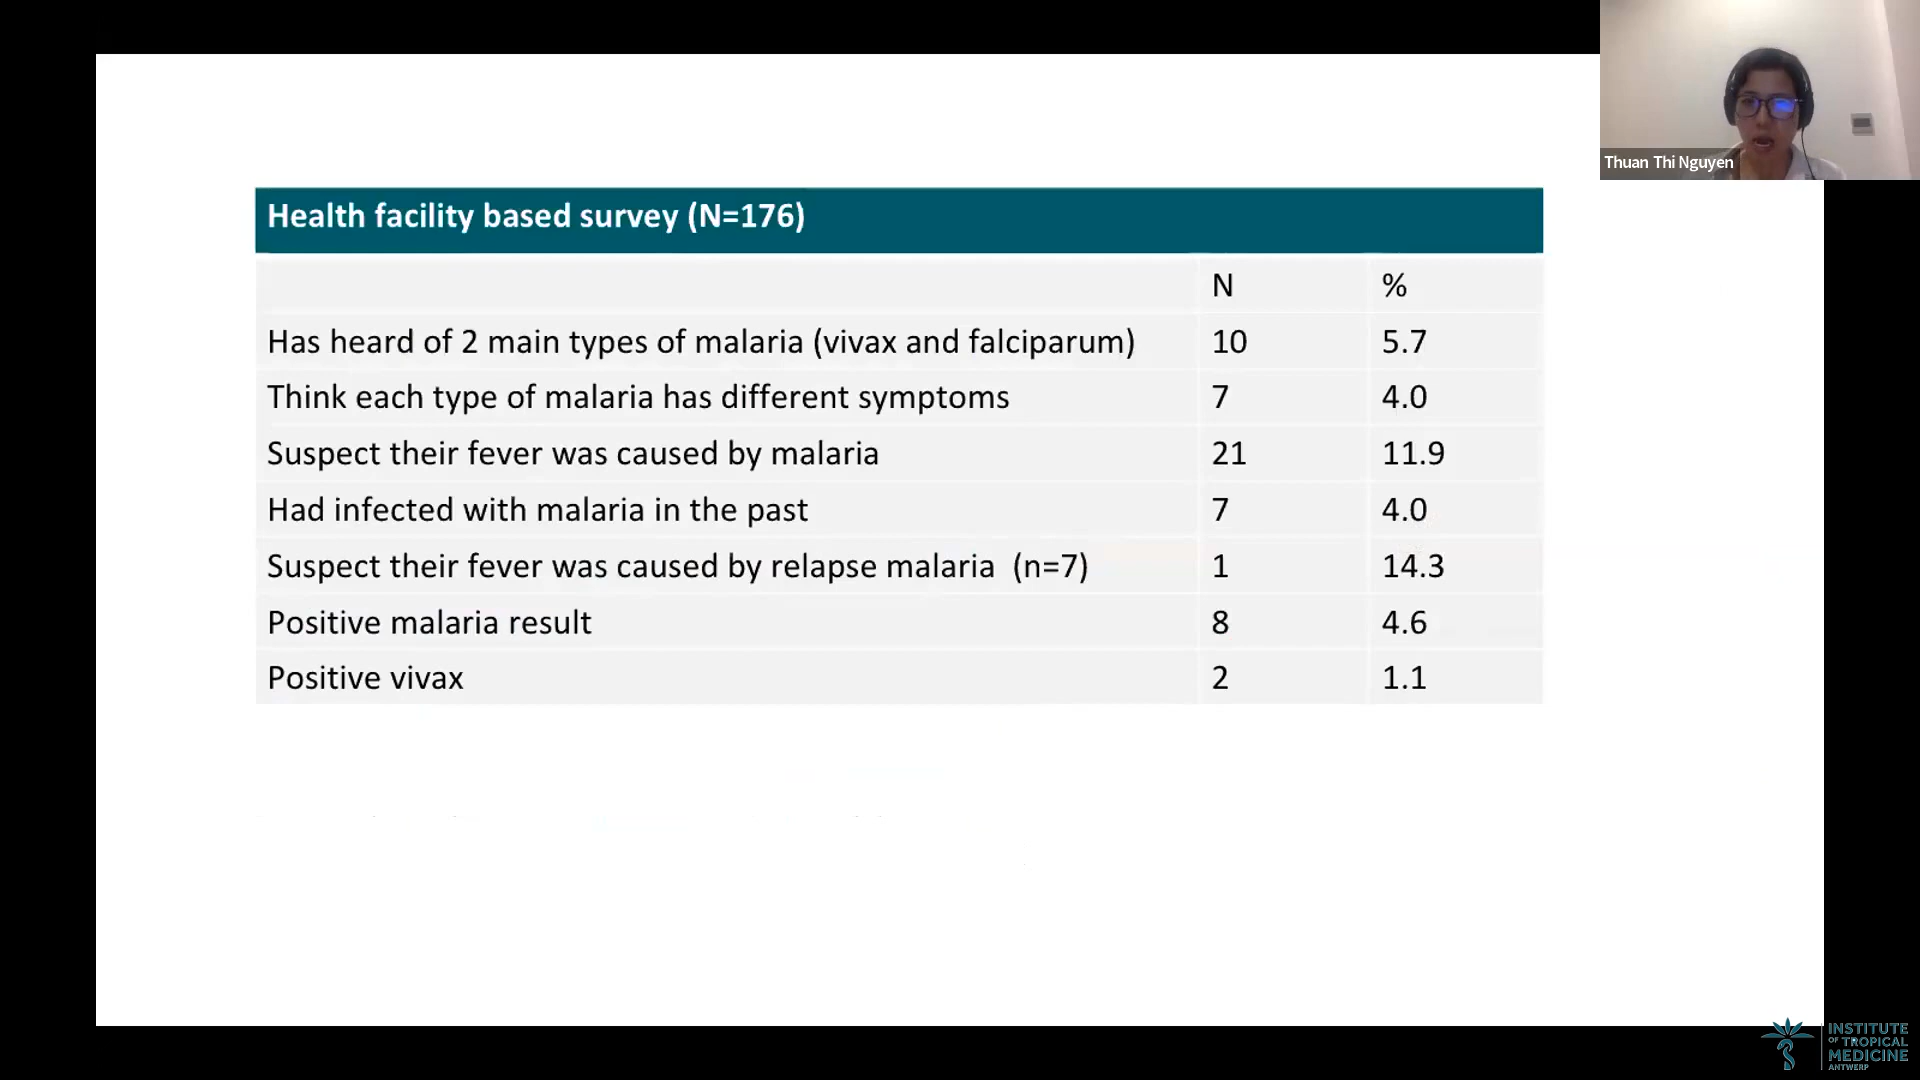 Thuan Thi Nguyen
Health facility based survey (N=176)
N %
Has heard of 2 main types of malaria (vivax and falciparum) 10 5.7
Think each type of malaria has different symptoms 7 4.0
Suspect their fever was caused by malaria 21 11.9
Had infected with malaria in the past 7 4.0
Suspect their fever was caused by relapse malaria (n=7) 1 14.3
Positive malaria result 8 4.6
Positive vivax 2 1.1
INSTITUTE
OF TROPICAL
MEDICINE
ANTWERP